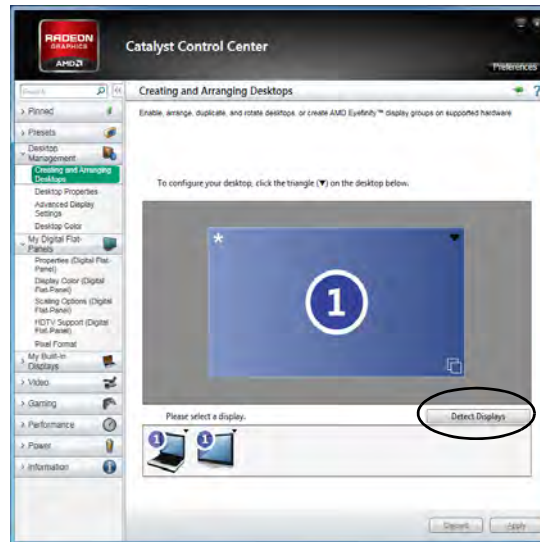 RADEON
GRAPHICS
AMD
Catalyst Control Center
Preferences
Search
Creating and Arranging Desktops
Enable, arrange, duplicate, and rotate desktops, or create AMD Eyefinity™ display groups on supported hardware.
Pinned
Presets
Desktop
Management
Creating and Arranging
Desktops
Desktop Properties
Advanced Display
Settings
Desktop Color
My Digital Flat-
Panels
Properties (Digital Flat-
Panel)
Display Color (Digital
Flat-Panel)
Scaling Options (Digital
Flat-Panel)
HDTV Support (Digital
Flat-Panel)
Pixel Format
My Built-in
Displays
Video
Gaming
Performance
Power
Information
To configure your desktop, click the triangle (▼) on the desktop below.
1
Please select a display.
Detect Displays
1
1
Discard
Apply